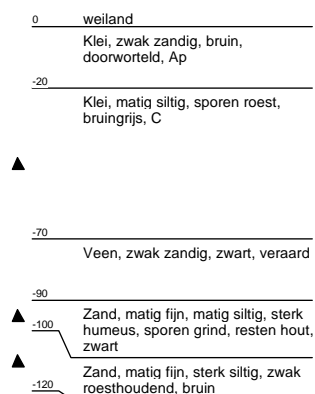 0 weiland
Klei, zwak zandig, bruin,
doorworteld, Ap
-20
Klei, matig siltig, sporen roest,
bruingrijs, C
-70
Veen, zwak zandig, zwart, veraard
-90
Zand, matig fijn, matig siltig, sterk
-100 humeus, sporen grind, resten hout,
zwart
Zand, matig fijn, sterk siltig, zwak
-120 roesthoudend, bruin